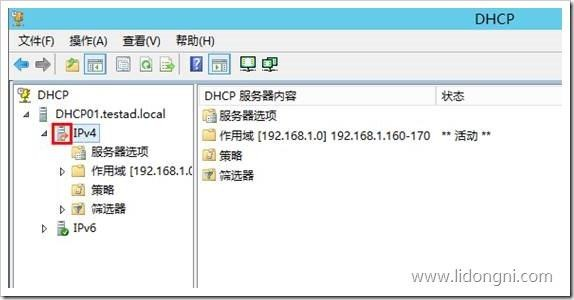 DHCP
文件(F) 操作(A) 查看(V) 帮助(H)
DHCP
DHCP01.testad.local
IPv4
服务器选项
作用域 [192.168.1.0
策略
筛选器
IPv6
DHCP 服务器内容 状态
服务器选项
作用域 [192.168.1.0] 192.168.1.160-170 ** 活动 **
策略
筛选器
www.lidongni.com